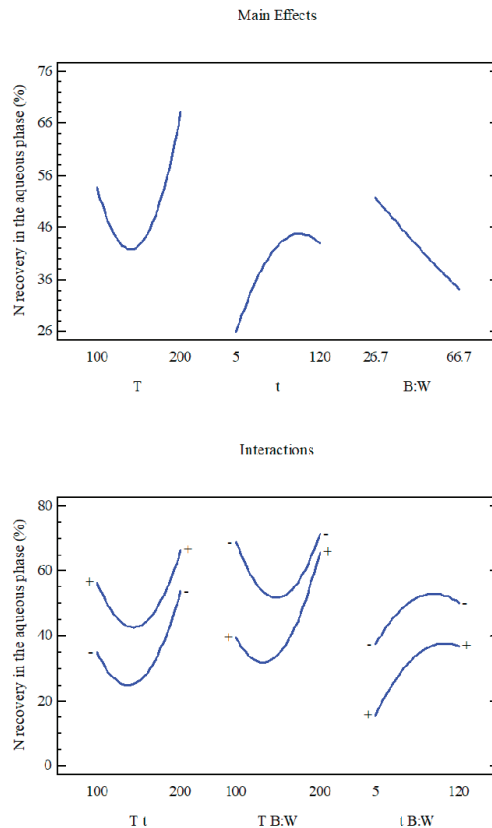 Main Effects
N recovery in the aqueous phase (%)
76
66
56
46
36
26
100 200 5 120 26.7 66.7
T t B:W
Interactions
N recovery in the aqueous phase (%)
80
60
40
20
0
- - + + - + - + - - + +
100 200 100 200 5 120
T t T B:W t B:W